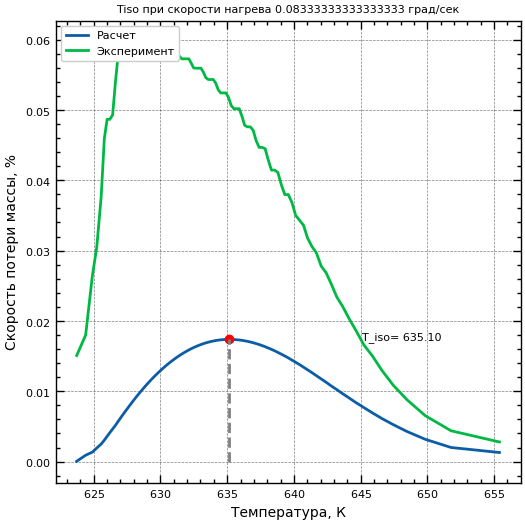 Tiso при скорости нагрева 0.08333333333333333 град/сек
Расчет
Эксперимент
Скорость потери массы, %
0.06
0.05
0.04
0.03
0.02
0.01
0.00
T_iso= 635.10
625 630 635 640 645 650 655
Температура, К